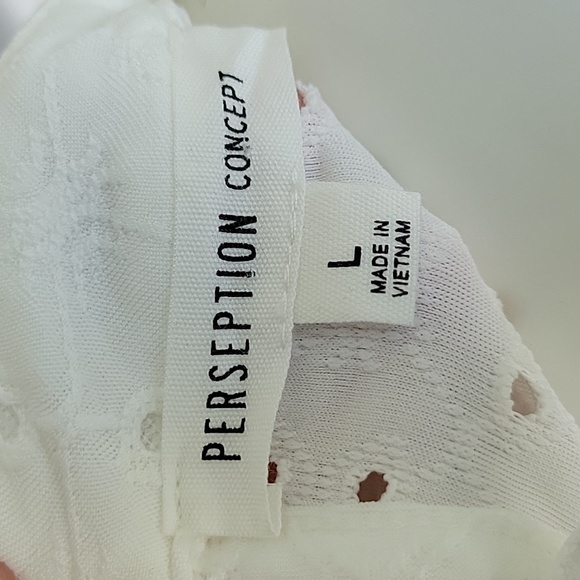 PERSEPTION CONCEPT
L
MADE IN
VIETNAM